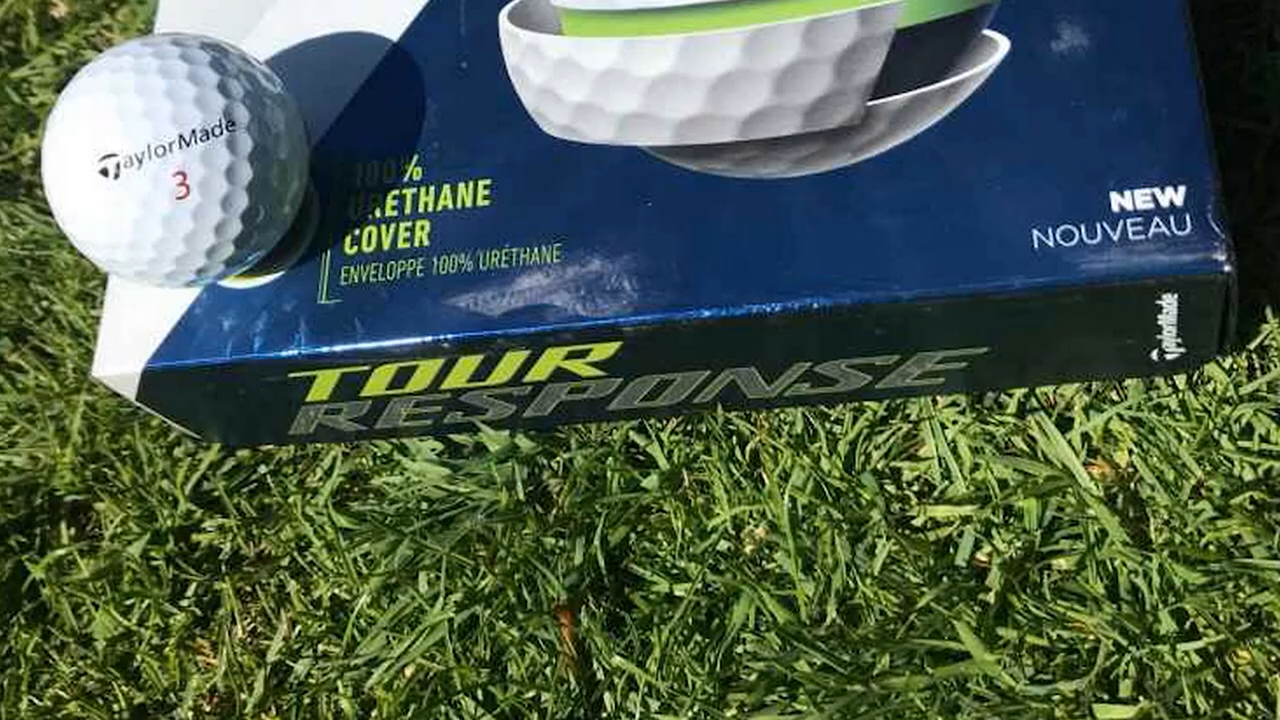 TaylorMade
3
100%
URETHANE
COVER
ENVELOPPE 100% URÉTHANE
NEW
NOUVEAU
TOUR
RESPONSE
TaylorMade